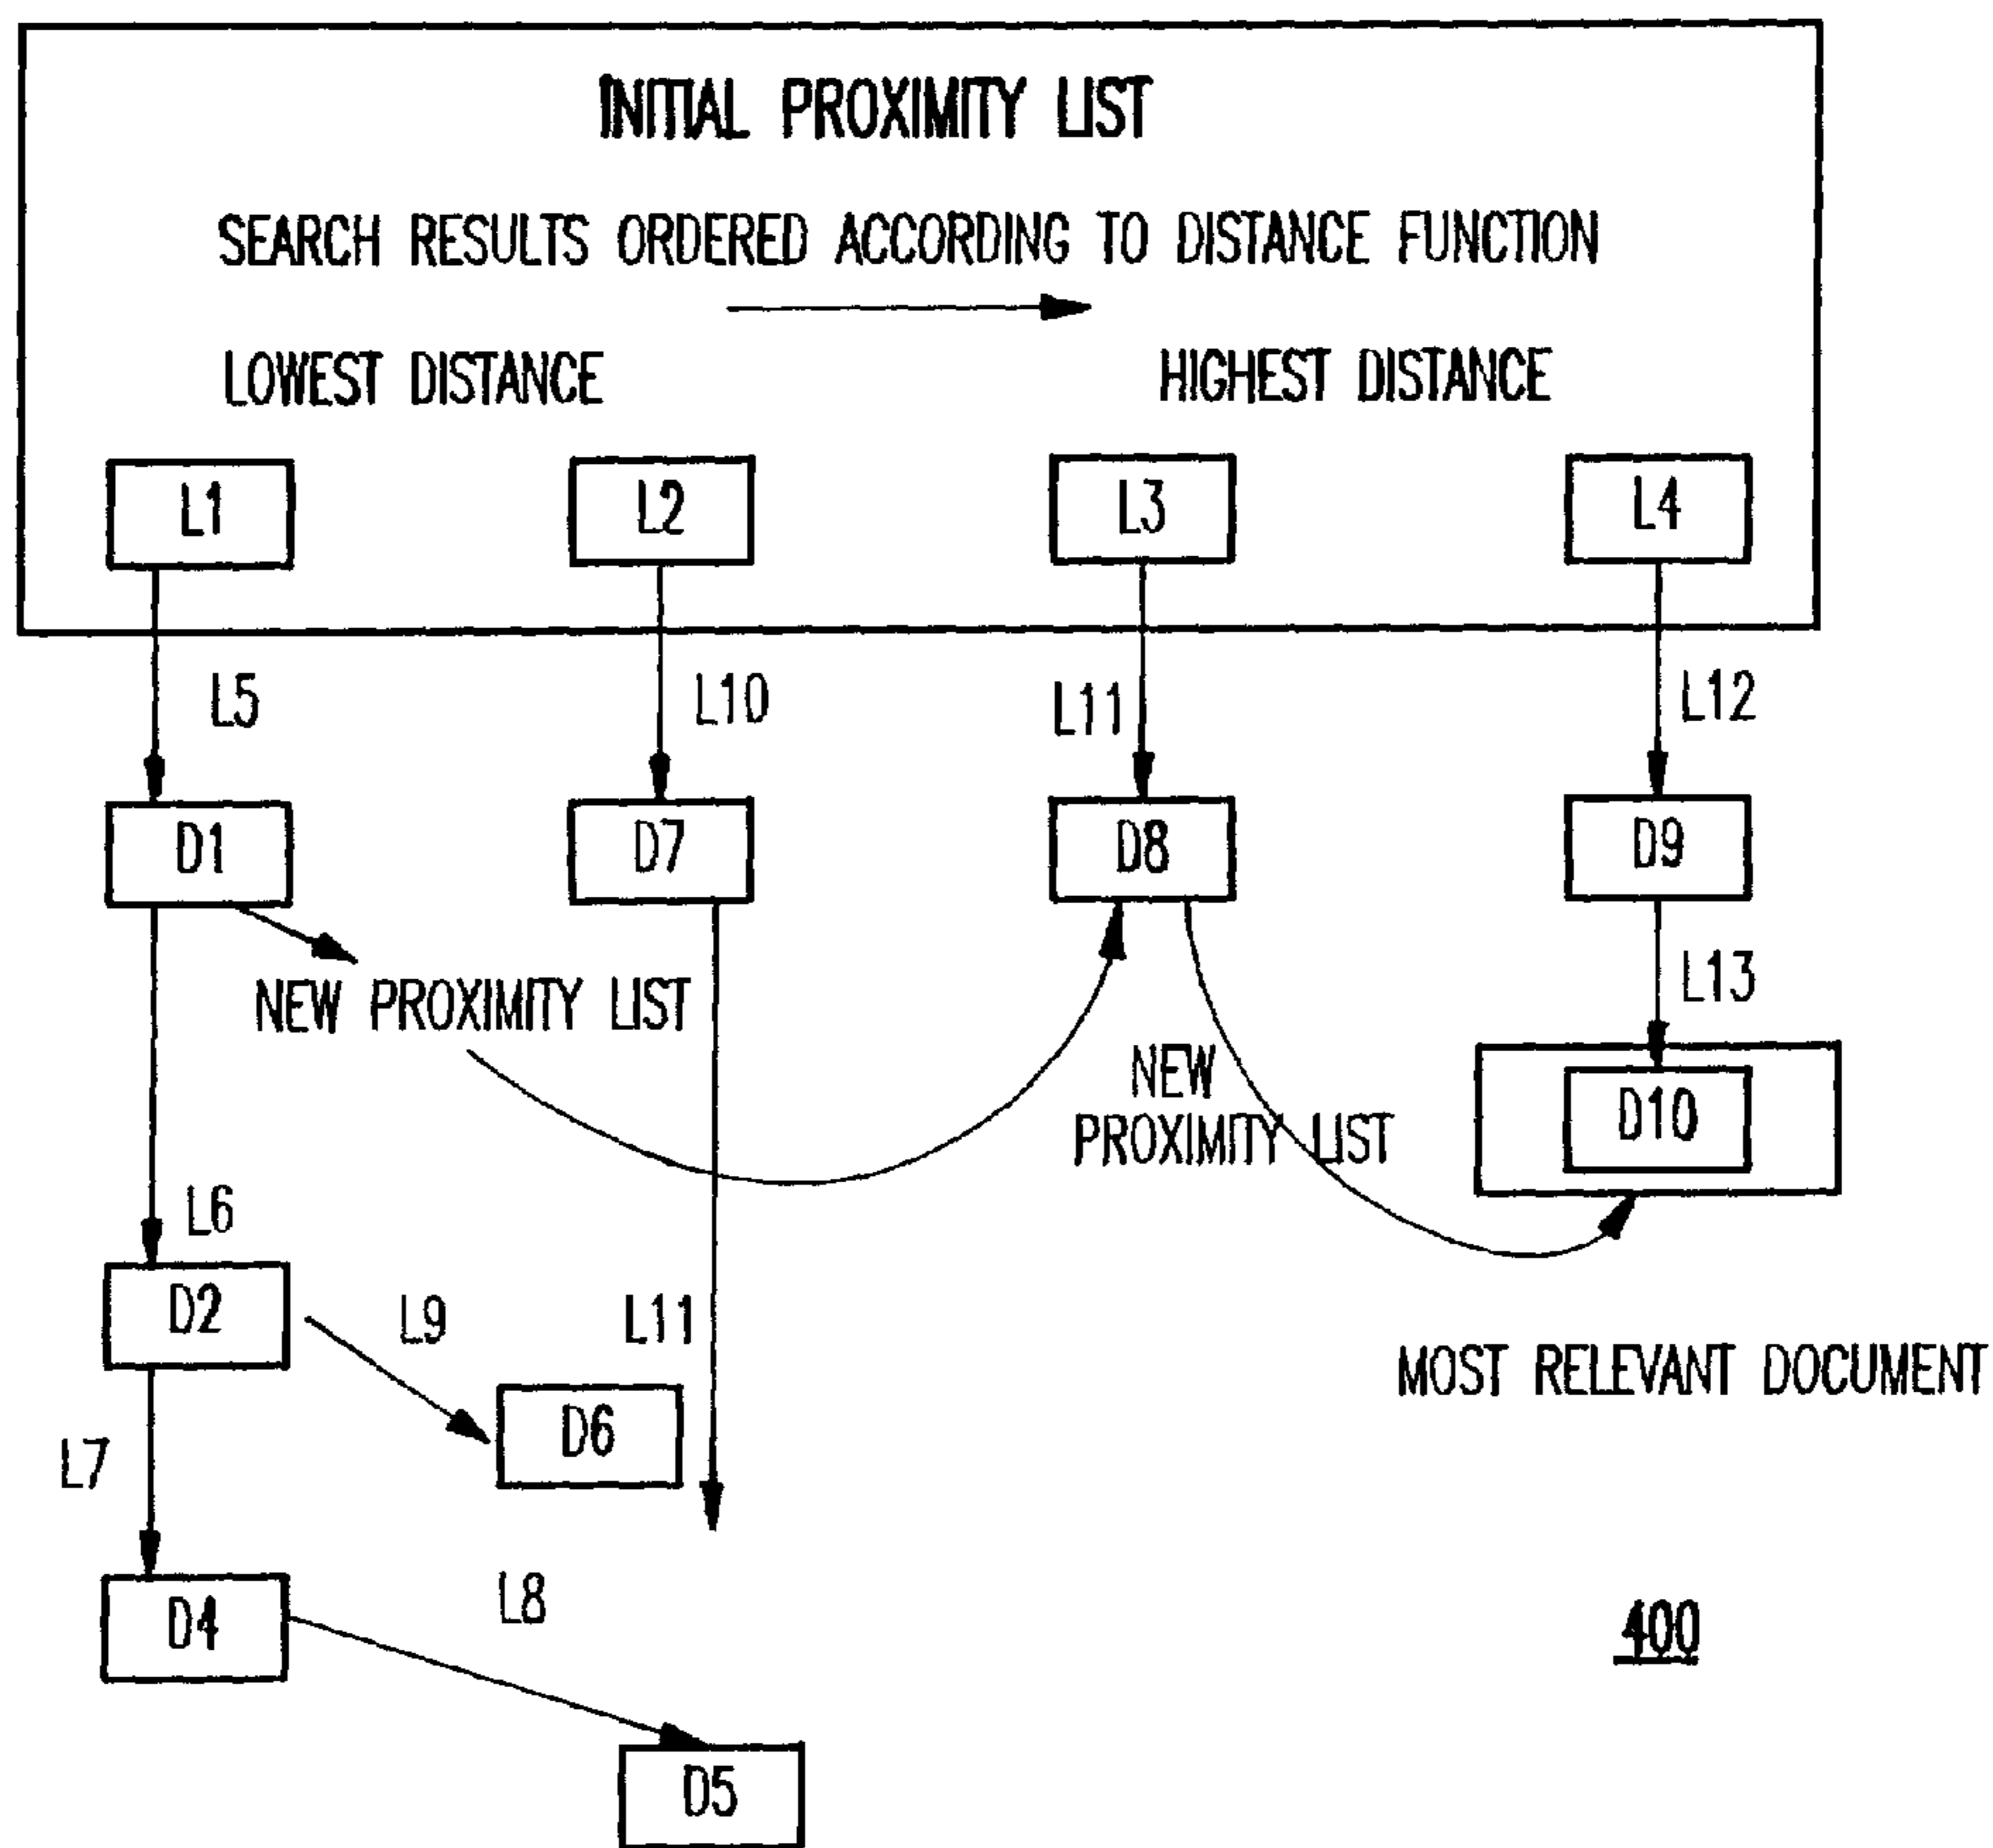 INITIAL PROXIMITY LIST
SEARCH RESULTS ORDERED ACCORDING TO DISTANCE FUNCTION
LOWEST DISTANCE
HIGHEST DISTANCE
L1
L2
L3
L4
L5
L10
L11
L12
D1
D7
D8
D9
NEW PROXIMITY LIST
L13
NEW
PROXIMITY LIST
D10
L6
D2
L9
L11
MOST RELEVANT DOCUMENT
D6
L7
L8
D4
400
D5